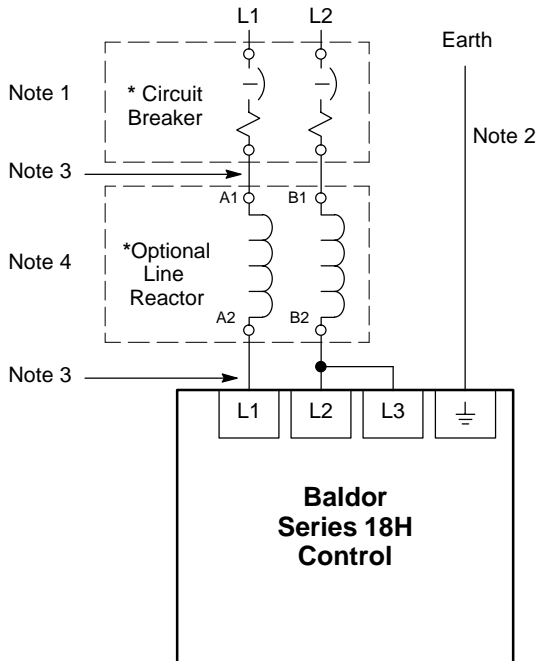 L1 L2
Earth
Note 1
* Circuit
Breaker
Note 2
Note 3
A1 B1
Note 4
*Optional
Line
Reactor
A2 B2
Note 3
L1 L2 L3
Baldor
Series 18H
Control